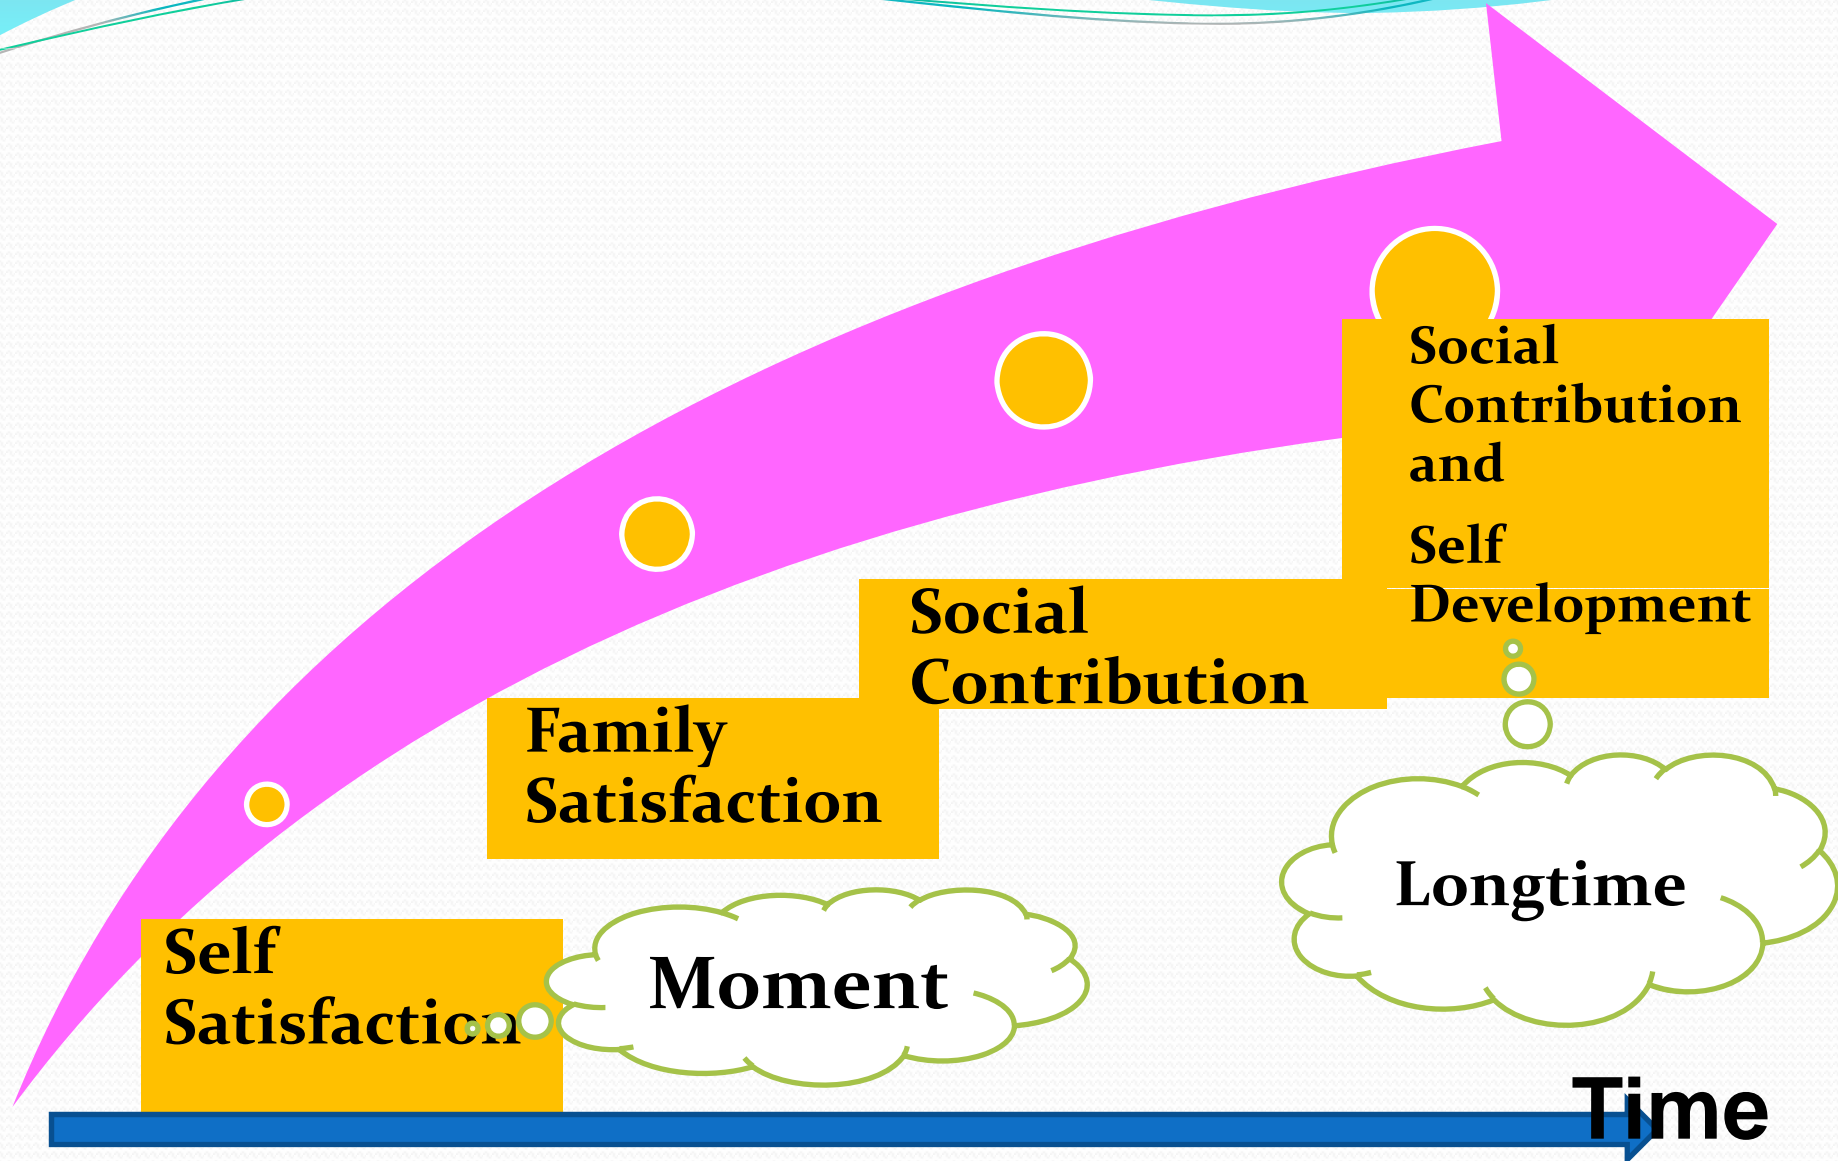 Social
Contribution
and
Self
Development
Social
Contribution
Family
Satisfaction
Longtime
Self
Satisfaction
Moment
Time